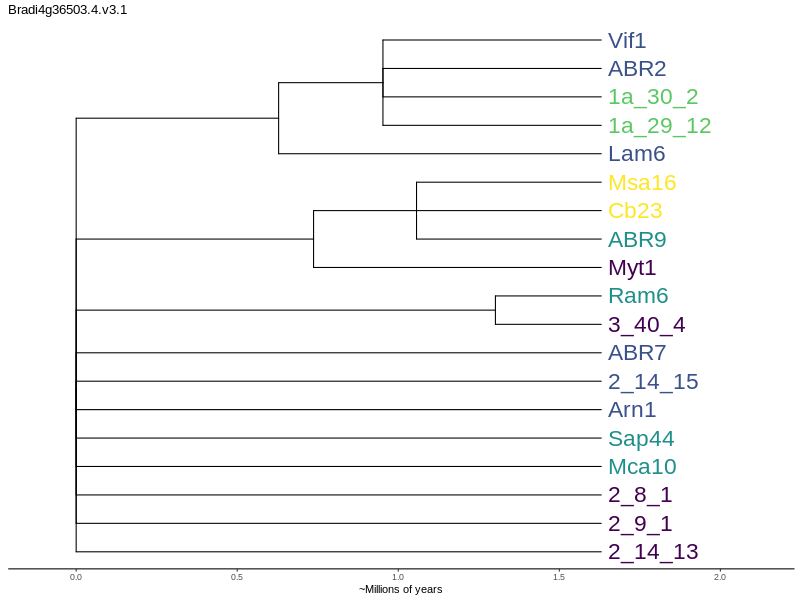 Bradi4g36503.4.v3.1
Vif1
ABR2
1a_30_2
1a_29_12
Lam6
Msa16
Cb23
ABR9
Myt1
Ram6
3_40_4
ABR7
2_14_15
Arn1
Sap44
Mca10
2_8_1
2_9_1
2_14_13
0.0 0.5 1.0 1.5 2.0
~Millions of years